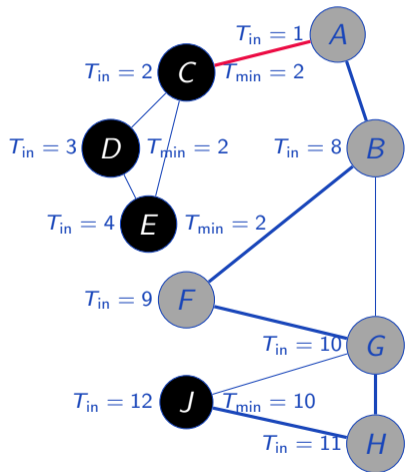 T_in = 1 A
T_in = 2 C T_min = 2
T_in = 3 D T_min = 2
T_in = 8 B
T_in = 4 E T_min = 2
T_in = 9 F
T_in = 10 G
T_in = 12 J T_min = 10
T_in = 11 H